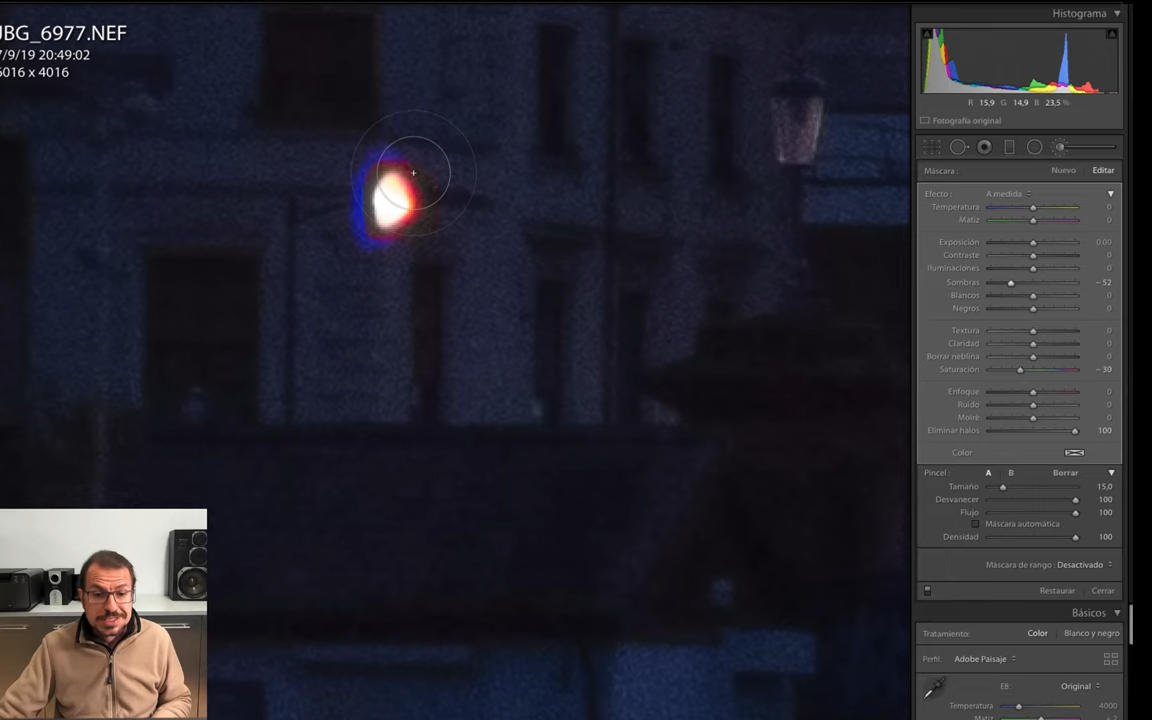 JBG_6977.NEF
7/9/19 20:49:02
6016 x 4016
Histograma
R 15,9 G 14,9 B 23,5 %
Fotografía original
Máscara : Nuevo Editar
Efecto : A medida
Temperatura 0
Matiz 0
Exposición 0,00
Contraste 0
Iluminaciones 0
Sombras − 52
Blancos 0
Negros 0
Textura 0
Claridad 0
Borrar neblina 0
Saturación − 30
Enfoque 0
Ruido 0
Moiré 0
Eliminar halos 100
Color
Pincel : A B Borrar
Tamaño 15,0
Desvanecer 100
Flujo 100
Máscara automática
Densidad 100
Máscara de rango : Desactivado
Restaurar Cerrar
Básicos
Tratamiento: Color Blanco y negro
Perfil: Adobe Paisaje
EB: Original
Temperatura 4000
Matiz + 2